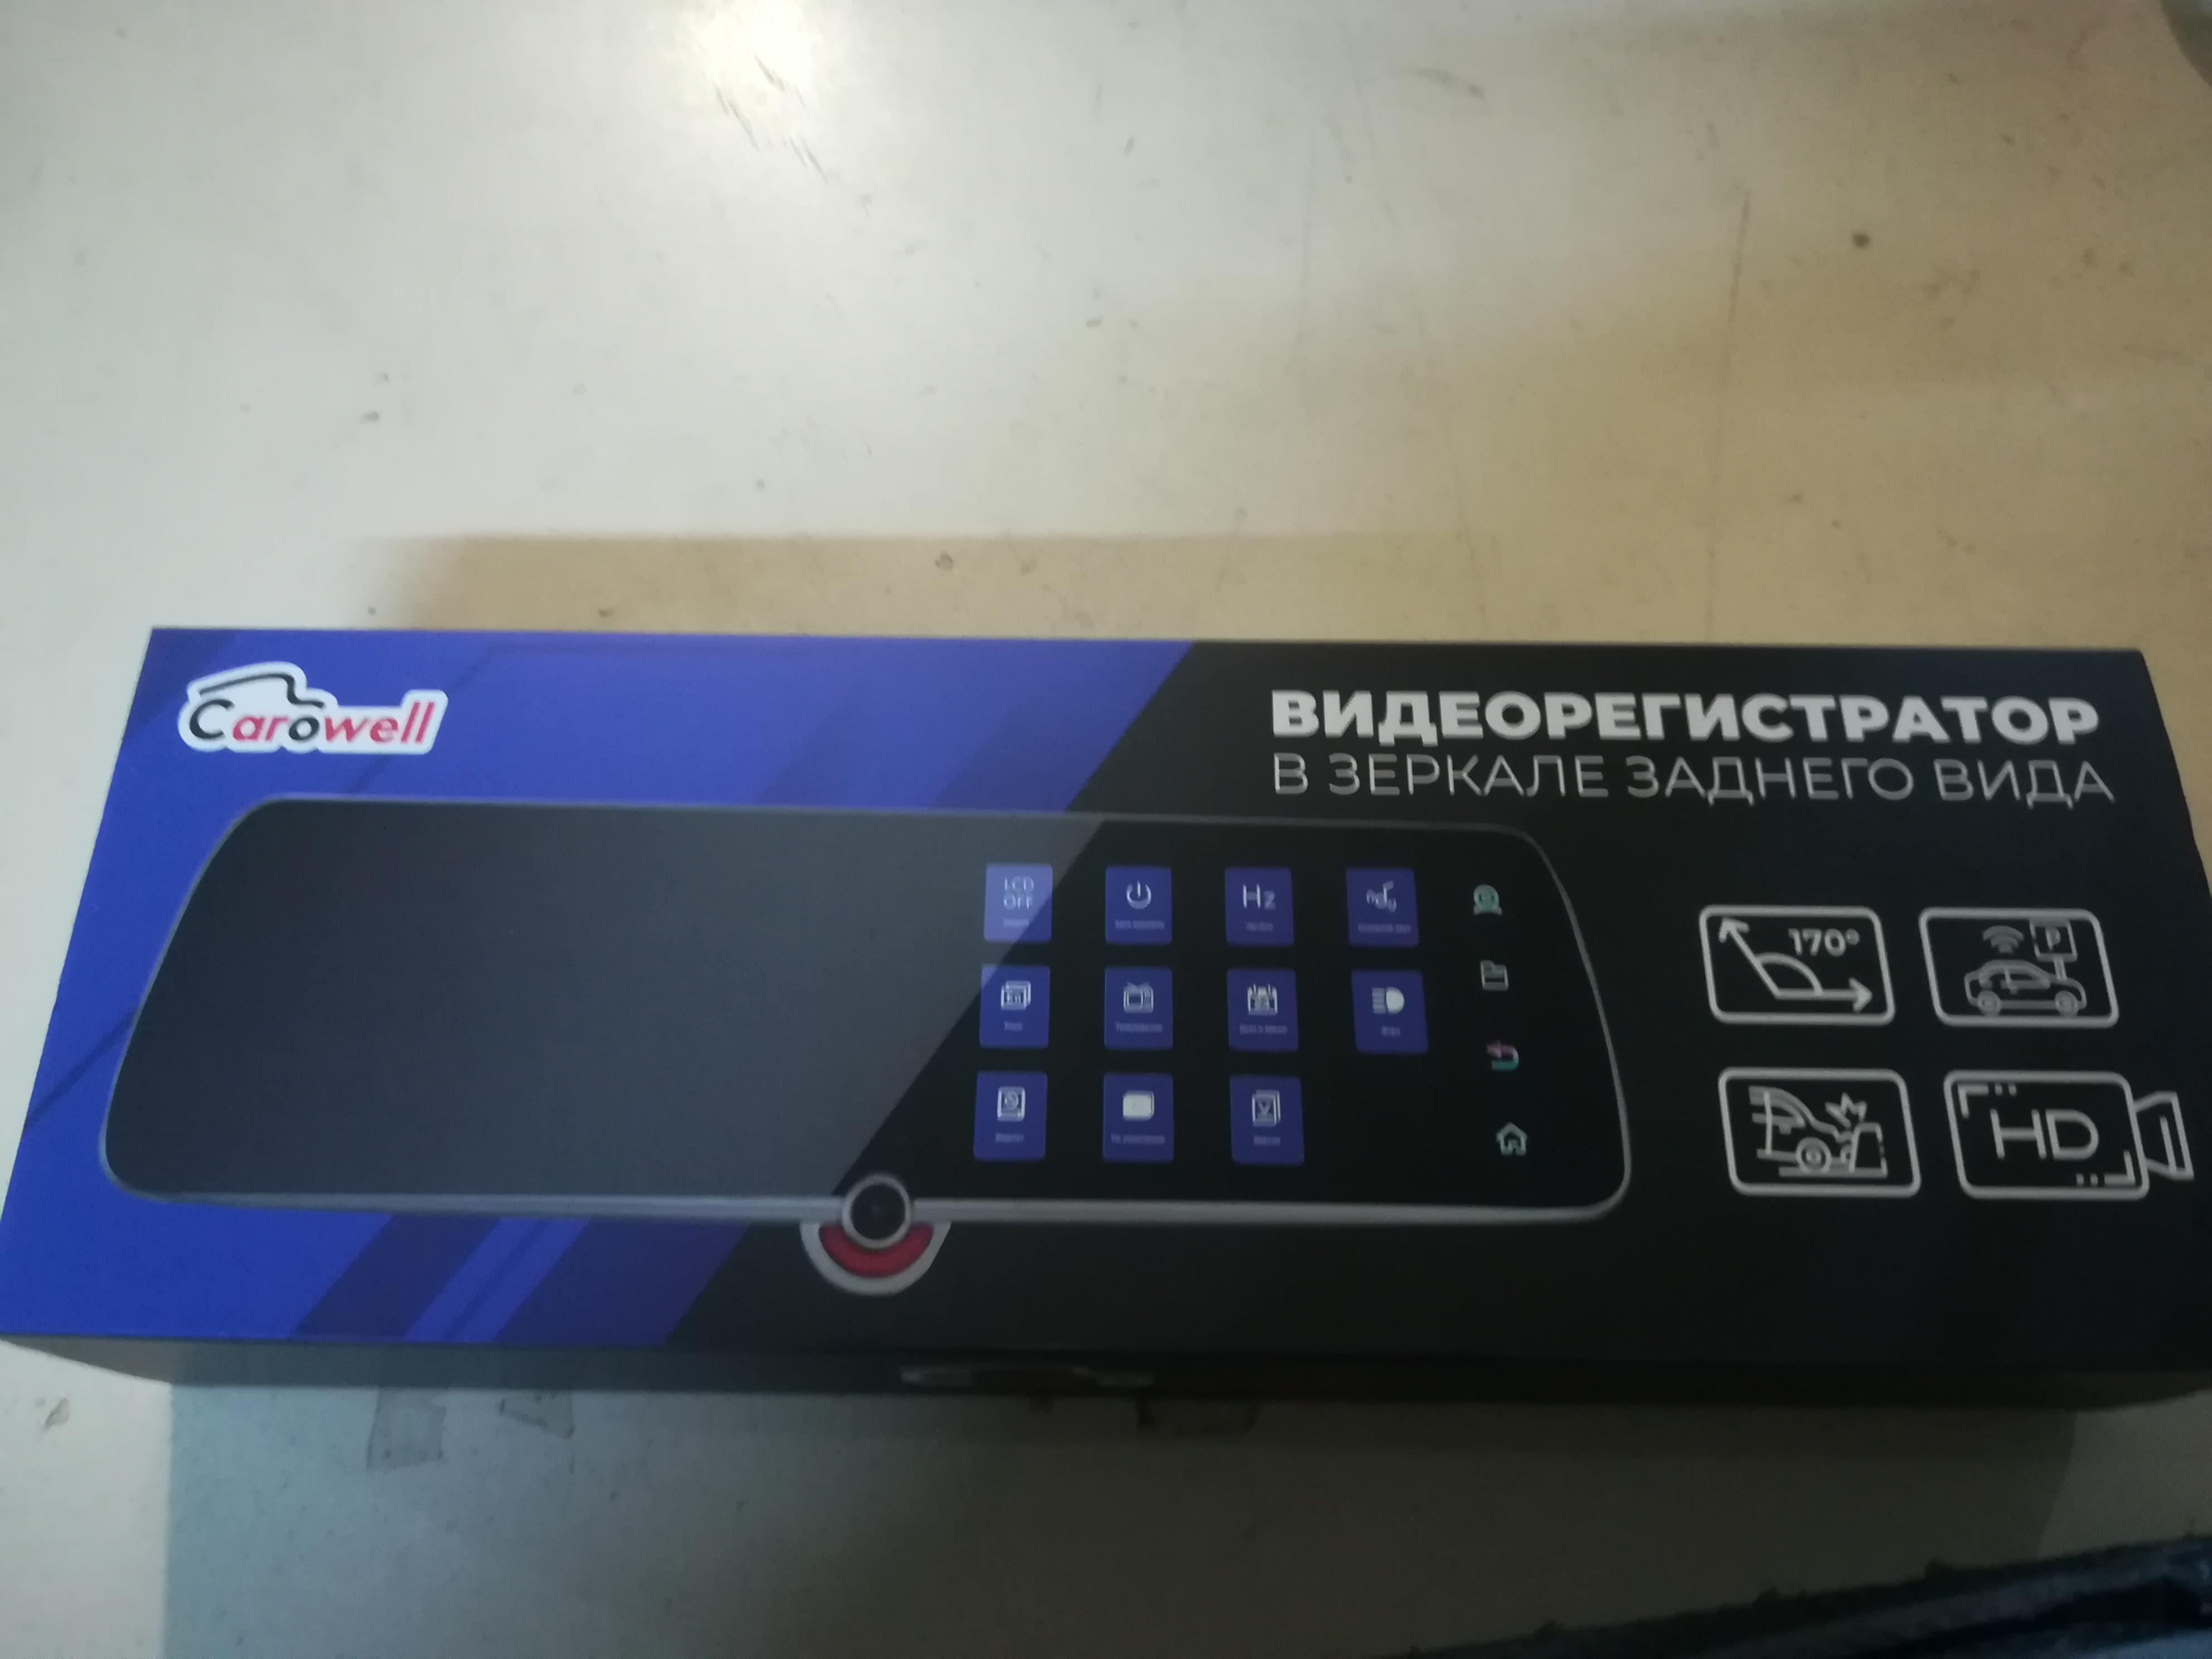 Carowell
ВИДЕОРЕГИСТРАТОР
В ЗЕРКАЛЕ ЗАДНЕГО ВИДА
LCD
OFF
Hz
170°
P
HD